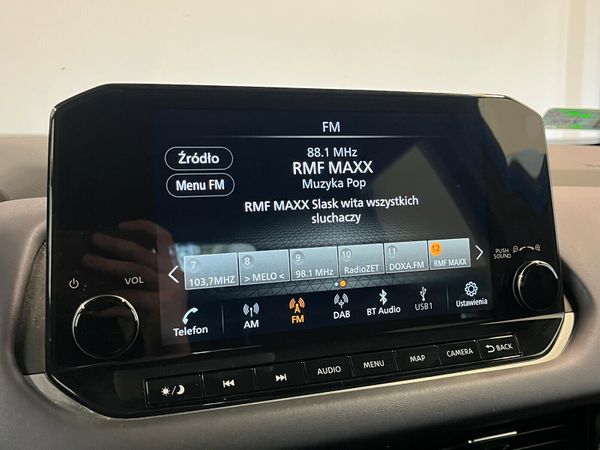 FM
88.1 MHz
Źródło
RMF MAXX
Menu FM
Muzyka Pop
RMF MAXX Slask wita wszystkich
sluchaczy
7 8 9 10 11 12
103,7MHZ > MELO < 98.1 MHz RadioZET DOXA.FM RMF MAXX
VOL
PUSH SOUND
Telefon AM FM DAB BT Audio USB1 Ustawienia
AUDIO MENU MAP CAMERA BACK